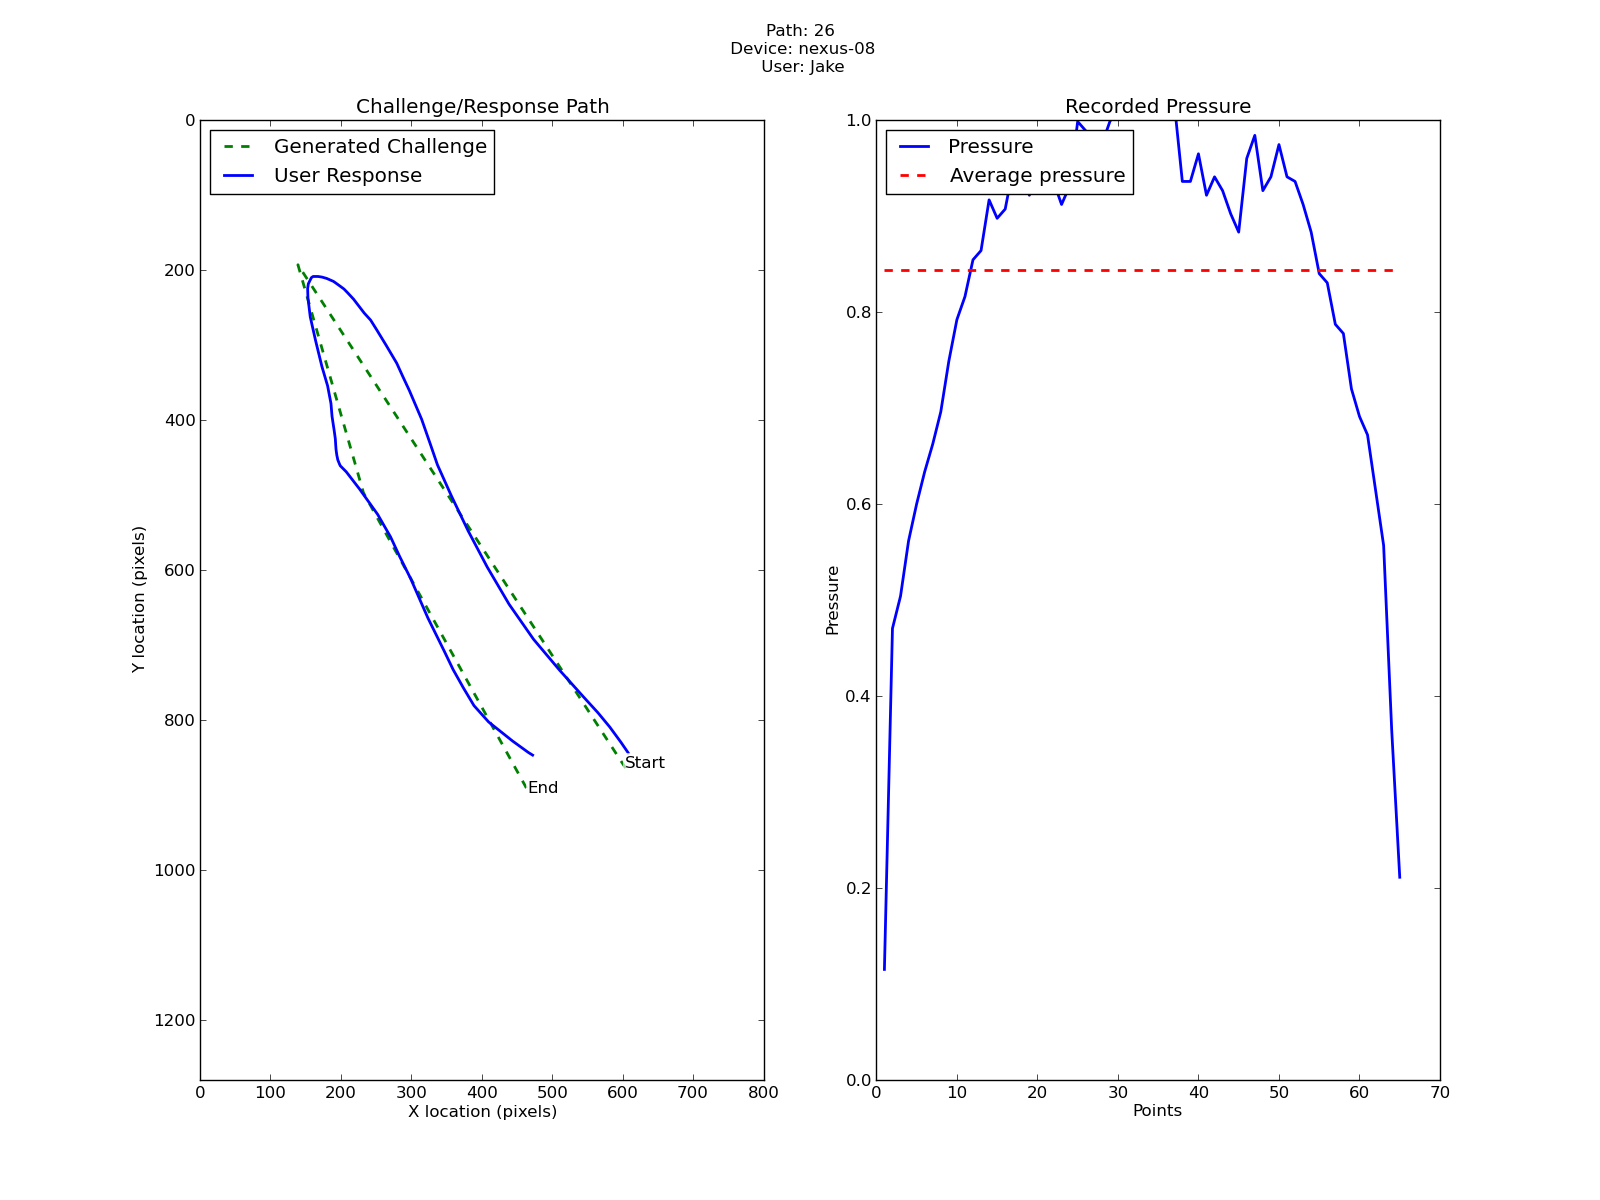 Path: 26
Device: nexus-08
User: Jake
Challenge/Response Path
Generated Challenge
User Response
0
200
400
600
800
1000
1200
Y location (pixels)
Start
End
0 100 200 300 400 500 600 700 800
X location (pixels)
Recorded Pressure
Pressure
Average pressure
1.0
0.8
0.6
0.4
0.2
0.0
Pressure
0 10 20 30 40 50 60 70
Points